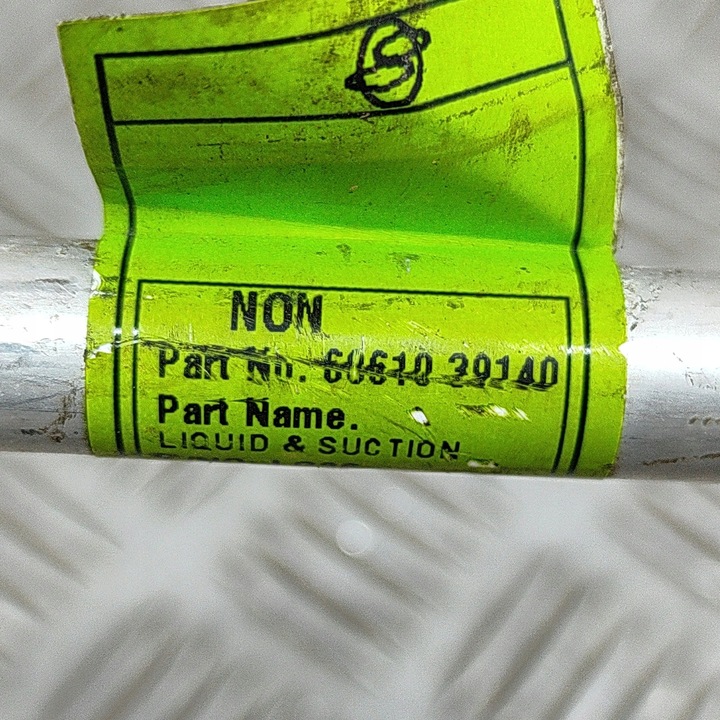 S
NON
Part No. 60610 39140
Part Name.
LIQUID & SUCTION